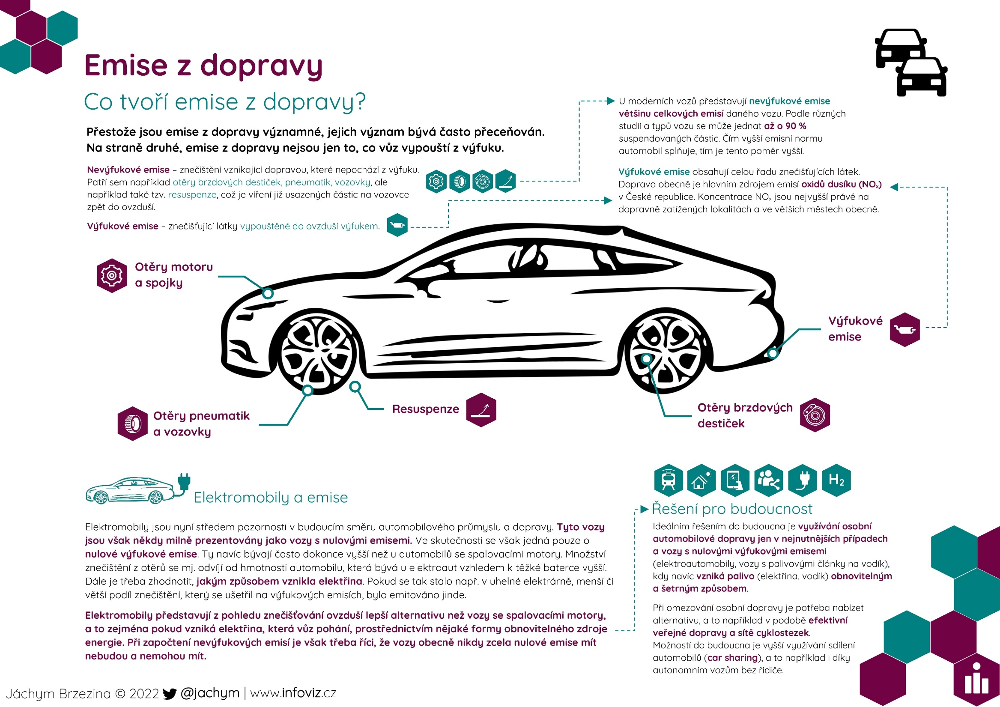 Emise z dopravy
Co tvoří emise z dopravy?
Přestože jsou emise z dopravy významné, jejich význam bývá často přeceňován.
Na straně druhé, emise z dopravy nejsou jen to, co vůz vypouští z výfuku.
Nevýfukové emise – znečištění vznikající dopravou, které nepochází z výfuku.
Patří sem například otěry brzdových destiček, pneumatik, vozovky, ale
například také tzv. resuspenze, což je víření již usazených částic na vozovce
zpět do ovzduší.
Výfukové emise – znečišťující látky vypouštěné do ovzduší výfukem.
U moderních vozů představují nevýfukové emise
většinu celkových emisí daného vozu. Podle různých
studií a typů vozu se může jednat až o 90 %
suspendovaných částic. Čím vyšší emisní normu
automobil splňuje, tím je tento poměr vyšší.
Výfukové emise obsahují celou řadu znečišťujících látek.
Doprava obecně je hlavním zdrojem emisí oxidů dusíku (NOₓ)
v České republice. Koncentrace NOₓ jsou nejvyšší právě na
dopravně zatížených lokalitách a ve větších městech obecně.
Otěry motoru
a spojky
Výfukové
emise
Otěry pneumatik
a vozovky
Resuspenze
Otěry brzdových
destiček
Elektromobily a emise
Elektromobily jsou nyní středem pozornosti v budoucím směru automobilového průmyslu a dopravy. Tyto vozy
jsou však někdy milně prezentovány jako vozy s nulovými emisemi. Ve skutečnosti se však jedná pouze o
nulové výfukové emise. Ty navíc bývají často dokonce vyšší než u automobilů se spalovacími motory. Množství
znečištění z otěrů se mj. odvíjí od hmotnosti automobilu, která bývá u elektroaut vzhledem k těžké baterce vyšší.
Dále je třeba zhodnotit, jakým způsobem vznikla elektřina. Pokud se tak stalo např. v uhelné elektrárně, menší či
větší podíl znečištění, který se ušetřil na výfukových emisích, bylo emitováno jinde.
Elektromobily představují z pohledu znečišťování ovzduší lepší alternativu než vozy se spalovacími motory,
a to zejména pokud vzniká elektřina, která vůz pohání, prostřednictvím nějaké formy obnovitelného zdroje
energie. Při započtení nevýfukových emisí je však třeba říci, že vozy obecně nikdy zcela nulové emise mít
nebudou a nemohou mít.
H₂
Řešení pro budoucnost
Ideálním řešením do budoucna je využívání osobní
automobilové dopravy jen v nejnutnějších případech
a vozy s nulovými výfukovými emisemi
(elektroautomobily, vozy s palivovými články na vodík),
kdy navíc vzniká palivo (elektřina, vodík) obnovitelným
a šetrným způsobem.
Při omezování osobní dopravy je potřeba nabízet
alternativu, a to například v podobě efektivní
veřejné dopravy a sítě cyklostezek.
Možností do budoucna je vyšší využívání sdílení
automobilů (car sharing), a to například i díky
autonomním vozům bez řidiče.
Jáchym Brzezina © 2022 @jachym | www.infoviz.cz